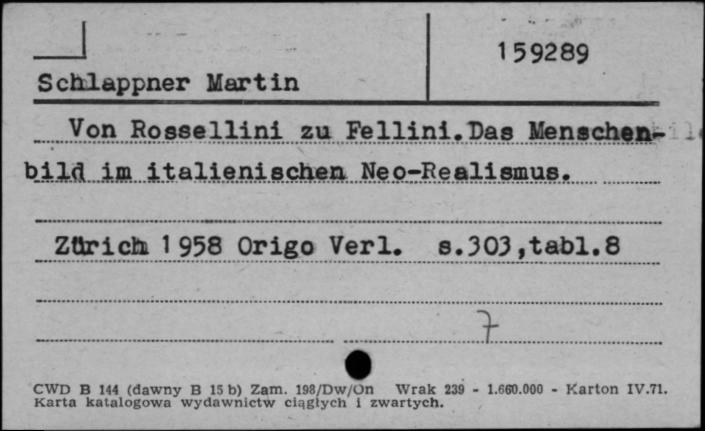 159289
Schlappner Martin
Von Rossellini zu Fellini.Das Menschen-
bild im italienischen Neo-Realismus.
Zürich 1958 Origo Verl. s.303,tabl.8
7
CWD B 144 (dawny B 15 b) Zam. 198/Dw/On Wrak 239 - 1.660.000 - Karton IV.71.
Karta katalogowa wydawnictw ciągłych i zwartych.